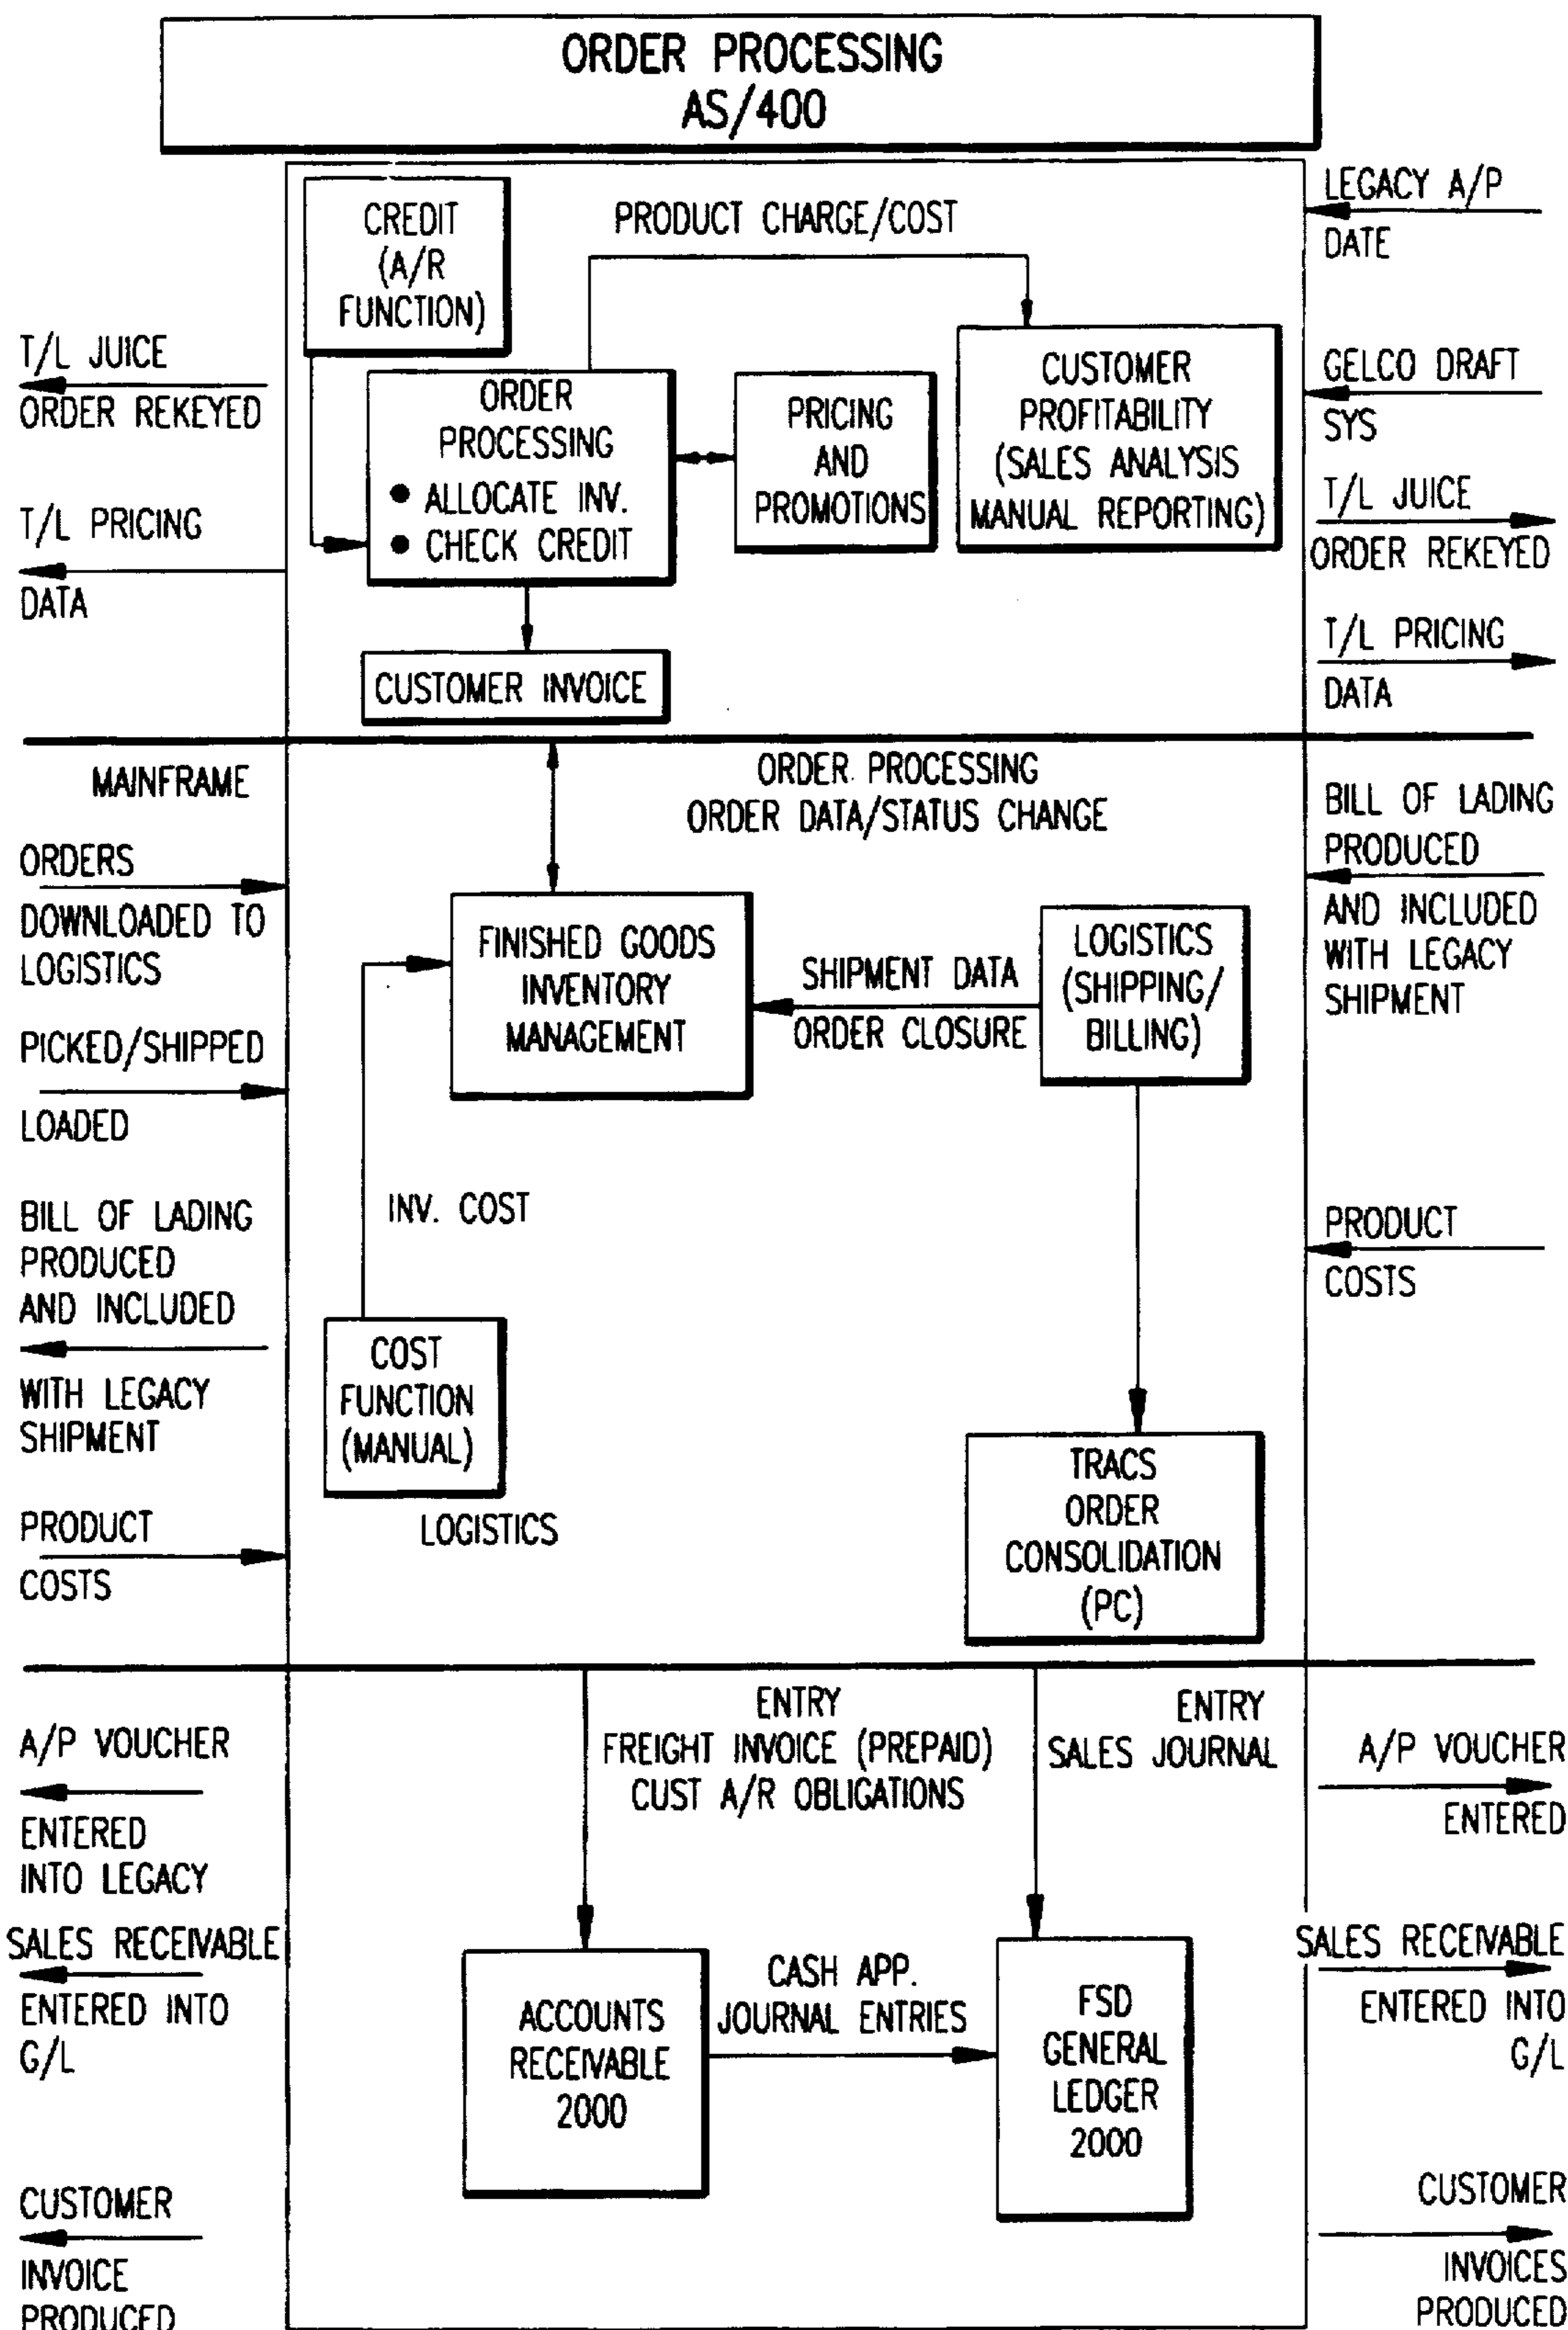 ORDER PROCESSING
AS/400
CREDIT
(A/R
FUNCTION)
PRODUCT CHARGE/COST
LEGACY A/P
DATE
T/L JUICE
ORDER REKEYED
ORDER
PROCESSING
• ALLOCATE INV.
• CHECK CREDIT
PRICING
AND
PROMOTIONS
CUSTOMER
PROFITABILITY
(SALES ANALYSIS
MANUAL REPORTING)
GELCO DRAFT
SYS
T/L PRICING
DATA
T/L JUICE
ORDER REKEYED
CUSTOMER INVOICE
T/L PRICING
DATA
MAINFRAME
ORDER PROCESSING
ORDER DATA/STATUS CHANGE
ORDERS
DOWNLOADED TO
LOGISTICS
BILL OF LADING
PRODUCED
AND INCLUDED
WITH LEGACY
SHIPMENT
FINISHED GOODS
INVENTORY
MANAGEMENT
SHIPMENT DATA
ORDER CLOSURE
LOGISTICS
(SHIPPING/
BILLING)
PICKED/SHIPPED
LOADED
BILL OF LADING
PRODUCED
AND INCLUDED
WITH LEGACY
SHIPMENT
INV. COST
PRODUCT
COSTS
COST
FUNCTION
(MANUAL)
LOGISTICS
TRACS
ORDER
CONSOLIDATION
(PC)
PRODUCT
COSTS
A/P VOUCHER
ENTERED
INTO LEGACY
ENTRY
FREIGHT INVOICE (PREPAID)
CUST A/R OBLIGATIONS
ENTRY
SALES JOURNAL
A/P VOUCHER
ENTERED
SALES RECEIVABLE
ENTERED INTO
G/L
ACCOUNTS
RECEIVABLE
2000
CASH APP.
JOURNAL ENTRIES
FSD
GENERAL
LEDGER
2000
SALES RECEIVABLE
ENTERED INTO
G/L
CUSTOMER
INVOICE
PRODUCED
CUSTOMER
INVOICES
PRODUCED